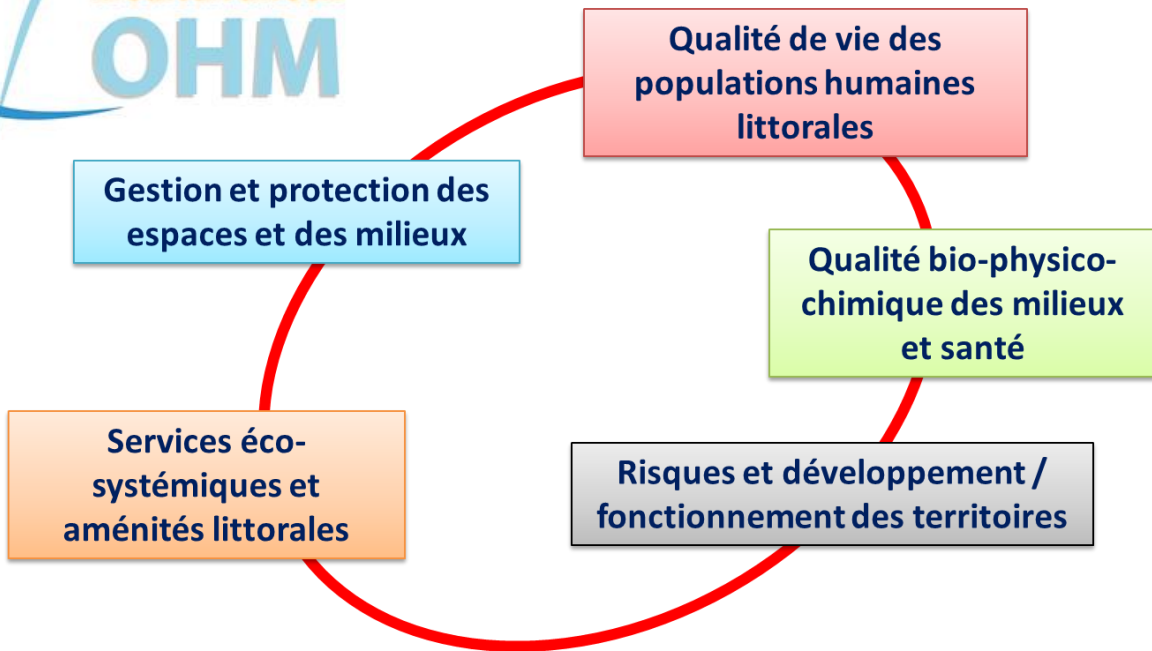 OHM
Qualité de vie des
populations humaines
littorales
Gestion et protection des
espaces et des milieux
Qualité bio-physico-
chimique des milieux
et santé
Services éco-
systémiques et
aménités littorales
Risques et développement /
fonctionnement des territoires